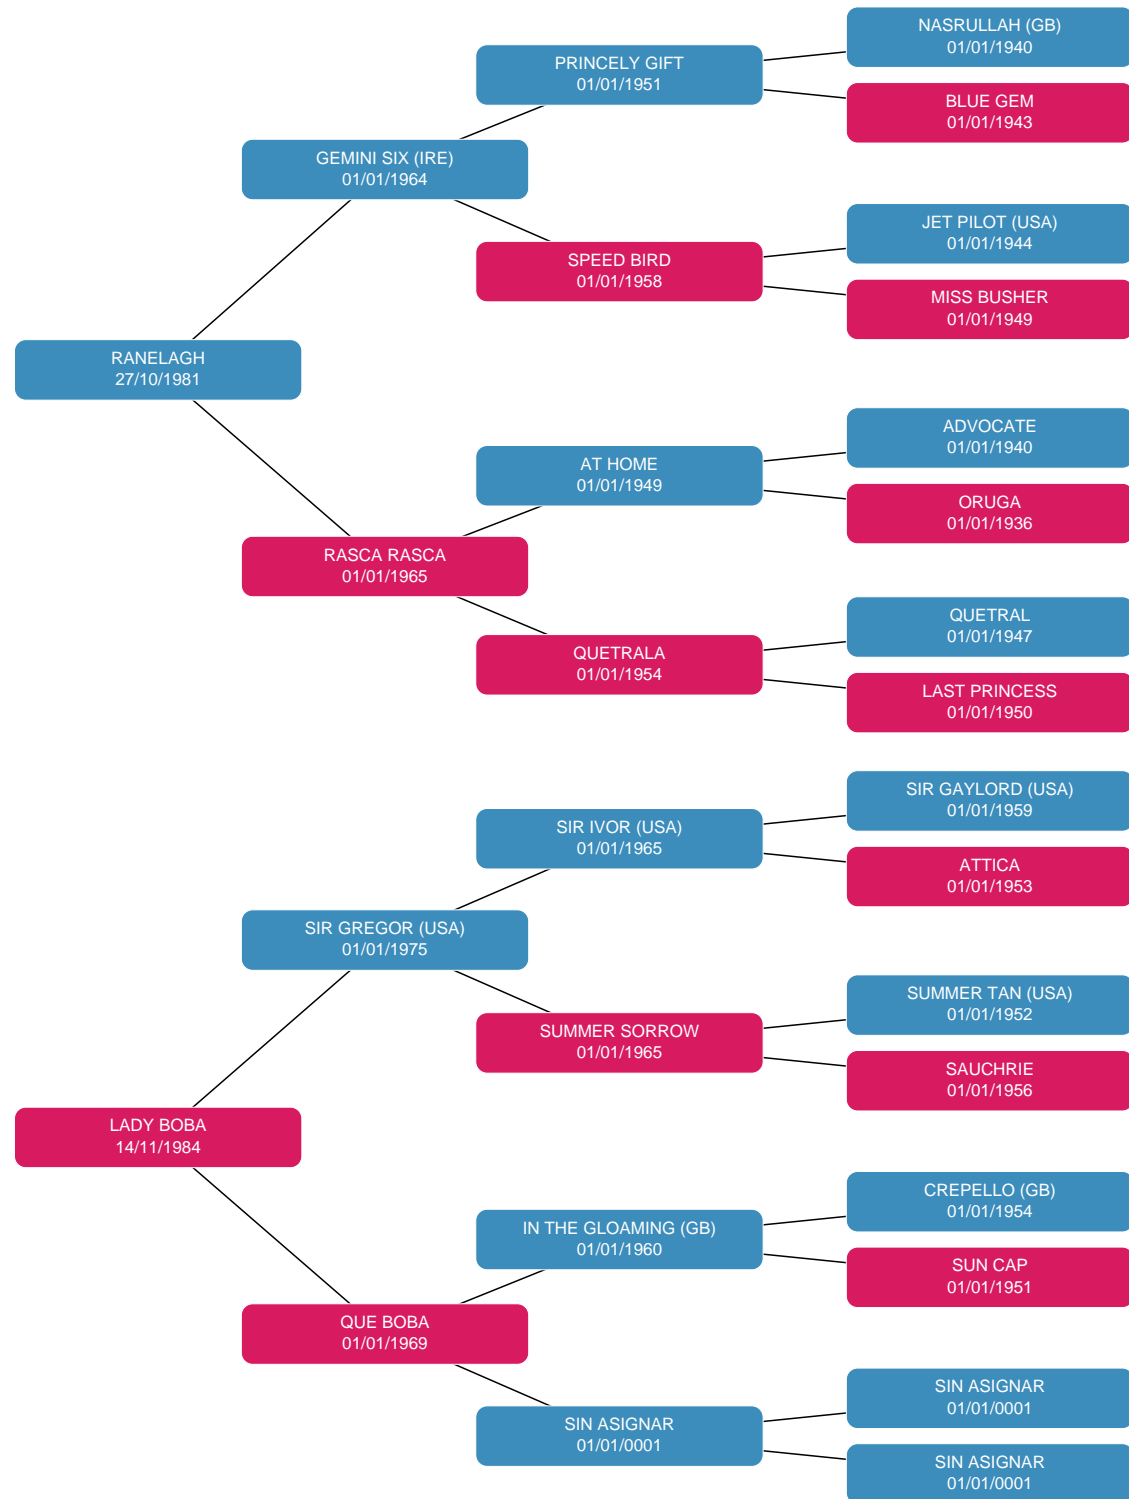 NASRULLAH (GB)
01/01/1940
PRINCELY GIFT
01/01/1951
BLUE GEM
01/01/1943
GEMINI SIX (IRE)
01/01/1964
JET PILOT (USA)
01/01/1944
SPEED BIRD
01/01/1958
MISS BUSHER
01/01/1949
RANELAGH
27/10/1981
ADVOCATE
01/01/1940
AT HOME
01/01/1949
ORUGA
01/01/1936
RASCA RASCA
01/01/1965
QUETRAL
01/01/1947
QUETRALA
01/01/1954
LAST PRINCESS
01/01/1950
SIR GAYLORD (USA)
01/01/1959
SIR IVOR (USA)
01/01/1965
ATTICA
01/01/1953
SIR GREGOR (USA)
01/01/1975
SUMMER TAN (USA)
01/01/1952
SUMMER SORROW
01/01/1965
SAUCHRIE
01/01/1956
LADY BOBA
14/11/1984
CREPELLO (GB)
01/01/1954
IN THE GLOAMING (GB)
01/01/1960
SUN CAP
01/01/1951
QUE BOBA
01/01/1969
SIN ASIGNAR
01/01/0001
SIN ASIGNAR
01/01/0001
SIN ASIGNAR
01/01/0001